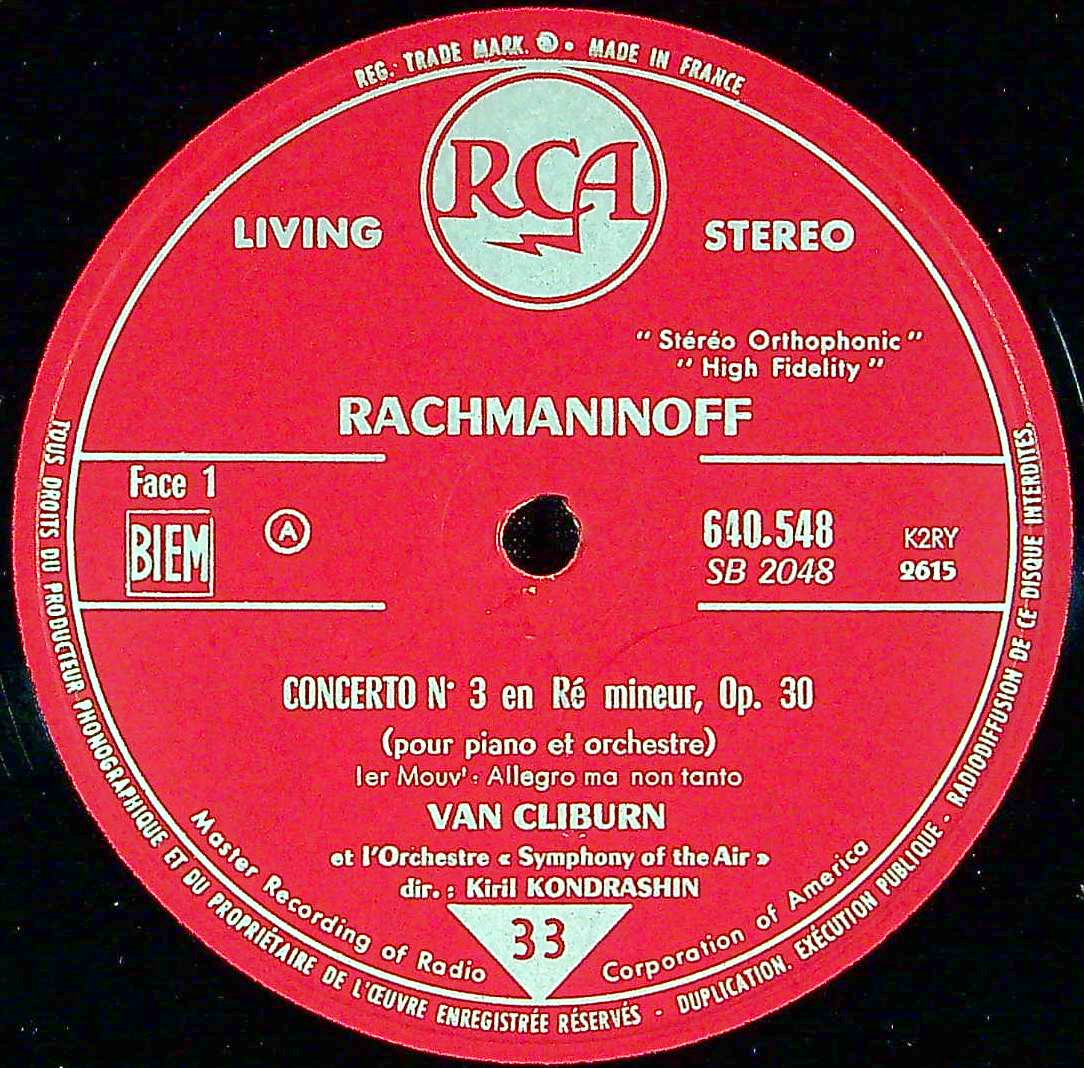 REG. TRADE MARK. ® • MADE IN FRANCE
RCA
LIVING STEREO
" Stéréo Orthophonic "
" High Fidelity "
RACHMANINOFF
Face 1
BIEM
A
640.548
SB 2048
K2RY
2615
CONCERTO N° 3 en Ré mineur, Op. 30
(pour piano et orchestre)
1er Mouvt : Allegro ma non tanto
VAN CLIBURN
et l'Orchestre « Symphony of the Air »
dir. : Kiril KONDRASHIN
33
Master Recording of Radio Corporation of America
TOUS DROITS DU PRODUCTEUR PHONOGRAPHIQUE ET DU PROPRIÉTAIRE DE L'ŒUVRE ENREGISTRÉE RÉSERVÉS - DUPLICATION. EXÉCUTION PUBLIQUE - RADIODIFFUSION DE CE DISQUE INTERDITES.